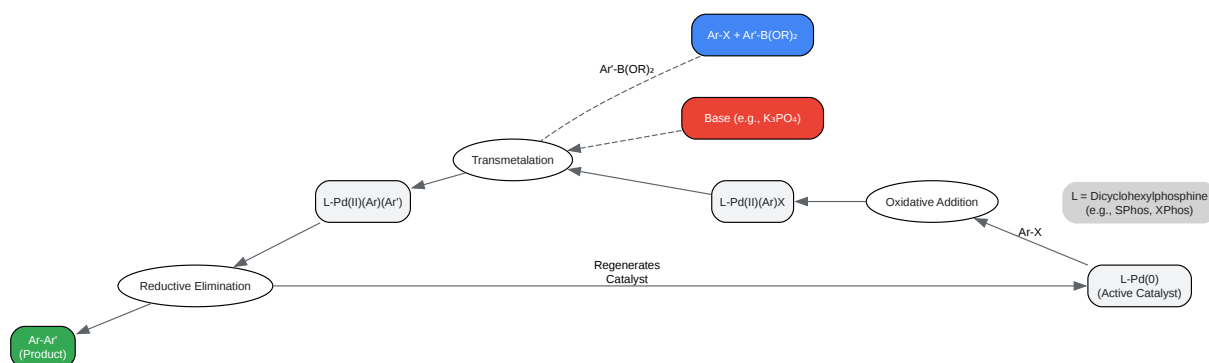 Ar-X + Ar'-B(OR)₂
Ar'-B(OR)₂
Base (e.g., K₃PO₄)
Transmetalation
L-Pd(II)(Ar)(Ar')
L-Pd(II)(Ar)X
Oxidative Addition
L = Dicyclohexylphosphine
(e.g., SPhos, XPhos)
Ar-X
Reductive Elimination
Regenerates
Catalyst
L-Pd(0)
(Active Catalyst)
Ar-Ar'
(Product)